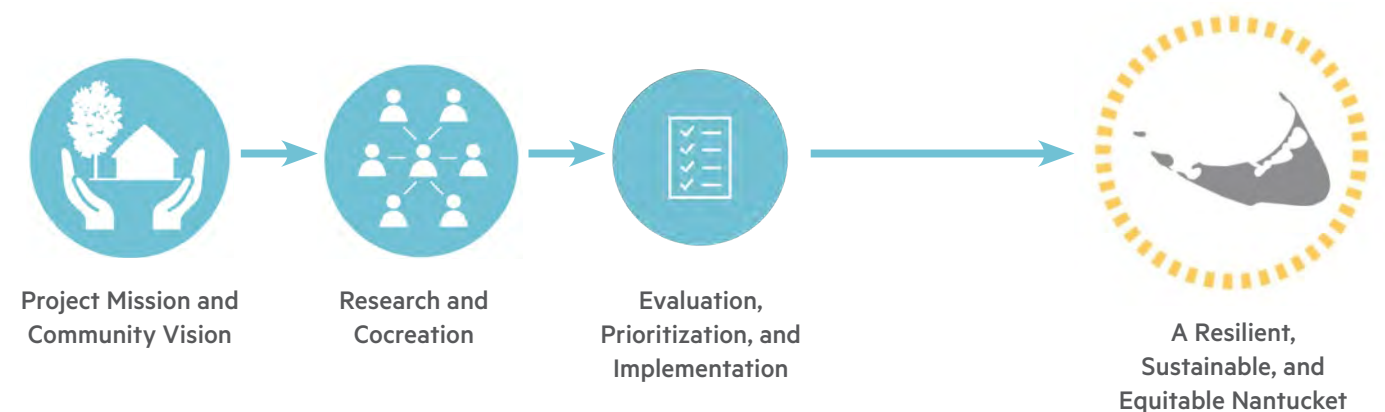 Project Mission and
Community Vision
Research and
Cocreation
Evaluation,
Prioritization, and
Implementation
A Resilient,
Sustainable, and
Equitable Nantucket